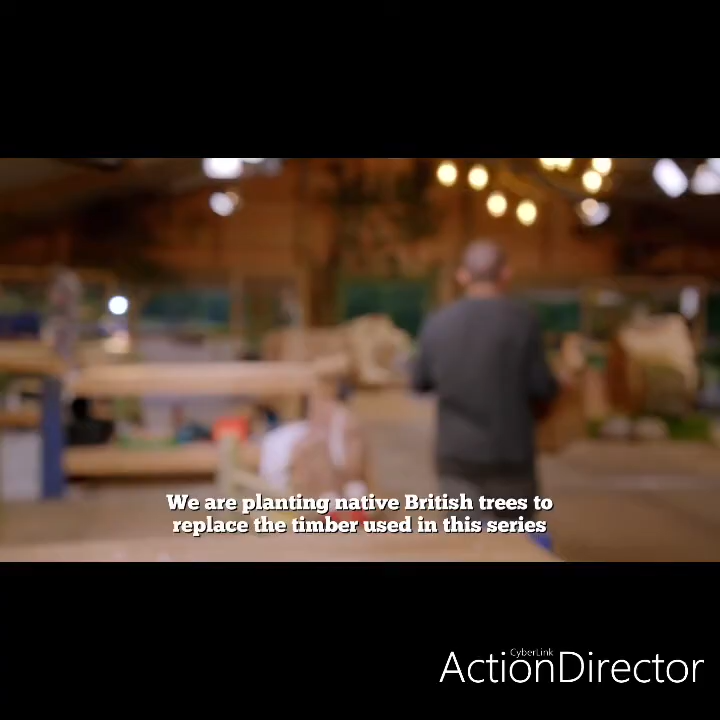 We are planting native British trees to
replace the timber used in this series
CyberLink
ActionDirector